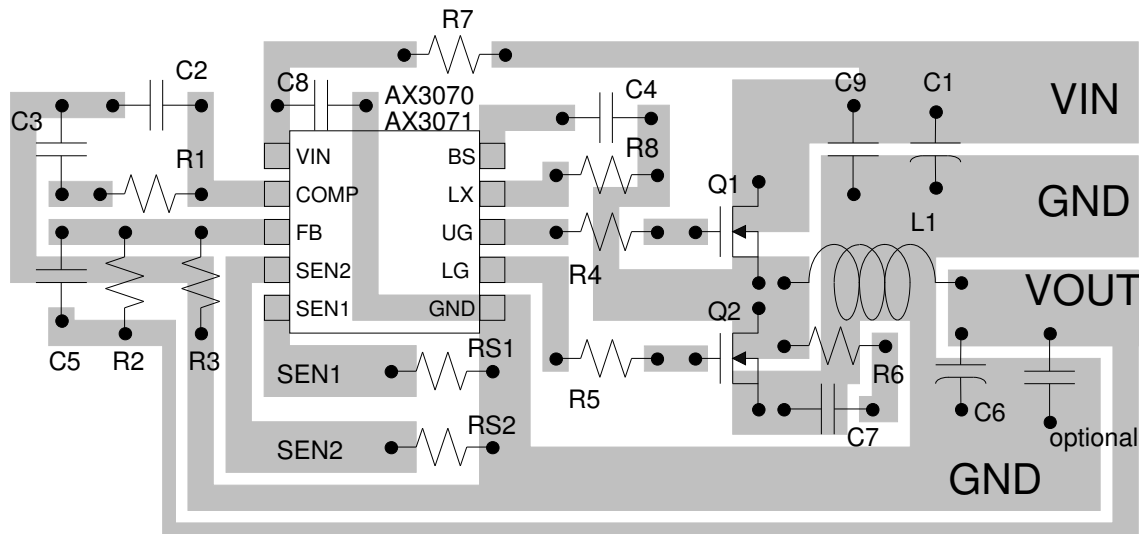 R7
C2
C8
AX3070
AX3071
C4
C9
C1
VIN
C3
R1
VIN
BS
R8
COMP
LX
Q1
GND
FB
UG
L1
SEN2
LG
R4
VOUT
SEN1
GND
Q2
C5
R2
R3
SEN1
RS1
R5
R6
C6
SEN2
RS2
C7
optional
GND